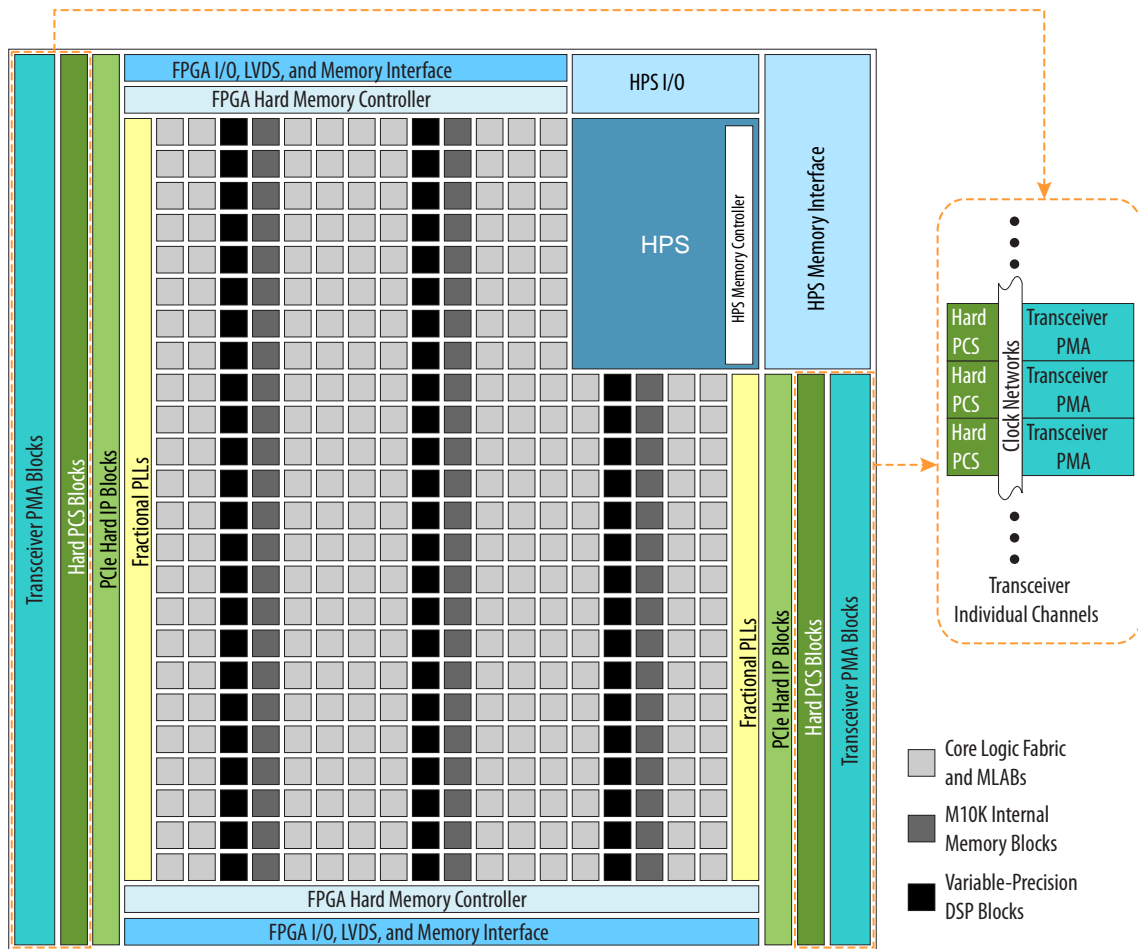 FPGA I/O, LVDS, and Memory Interface
FPGA Hard Memory Controller
HPS I/O
HPS
HPS Memory Controller
HPS Memory Interface
Transceiver PMA Blocks
Hard PCS Blocks
PCIe Hard IP Blocks
Fractional PLLs
Fractional PLLs
PCIe Hard IP Blocks
Hard PCS Blocks
Transceiver PMA Blocks
FPGA Hard Memory Controller
FPGA I/O, LVDS, and Memory Interface
Hard
PCS
Hard
PCS
Hard
PCS
Clock Networks
Transceiver
PMA
Transceiver
PMA
Transceiver
PMA
Transceiver
Individual Channels
Core Logic Fabric
and MLABs
M10K Internal
Memory Blocks
Variable-Precision
DSP Blocks